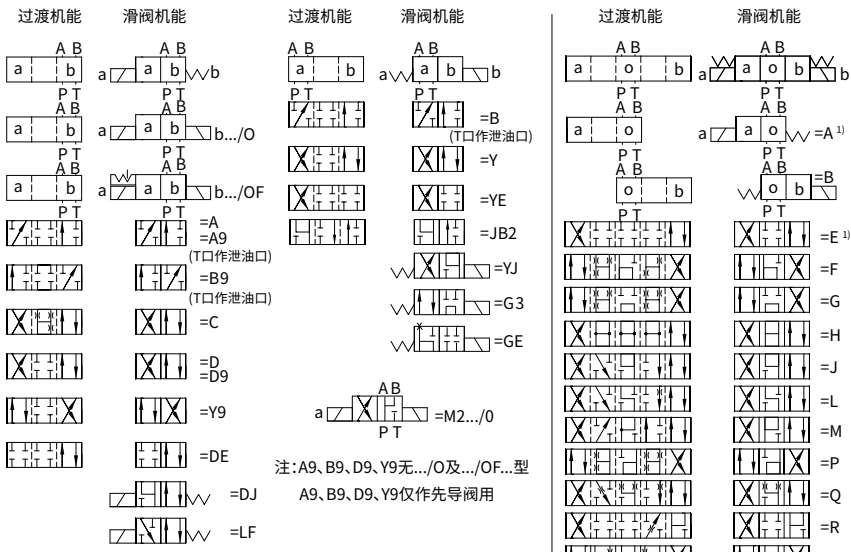 过渡机能 滑阀机能
A B A B
a b a b b
a
P T P T
A B A B
a b a a b b.../O
P T P T
A B A B
a b a a b b.../OF
P T P T
=A
=A9
(T口作泄油口)
=B9
(T口作泄油口)
=C
=D
=D9
=Y9
=DE
=DJ
=LF
过渡机能 滑阀机能
A B A B
a b a a b b
P T P T
=B
(T口作泄油口)
=Y
=YE
=JB2
=YJ
=G3
=GE
A B
a =M2.../0
P T
注：A9、B9、D9、Y9无.../O及.../OF...型
A9、B9、D9、Y9仅作先导阀用
过渡机能 滑阀机能
A B A B
a o b a a o b b
P T P T
A B A B
a o a a o =A 1)
P T P T
A B A B =B
o b o b
P T P T
=E 1)
=F
=G
=H
=J
=L
=M
=P
=Q
=R